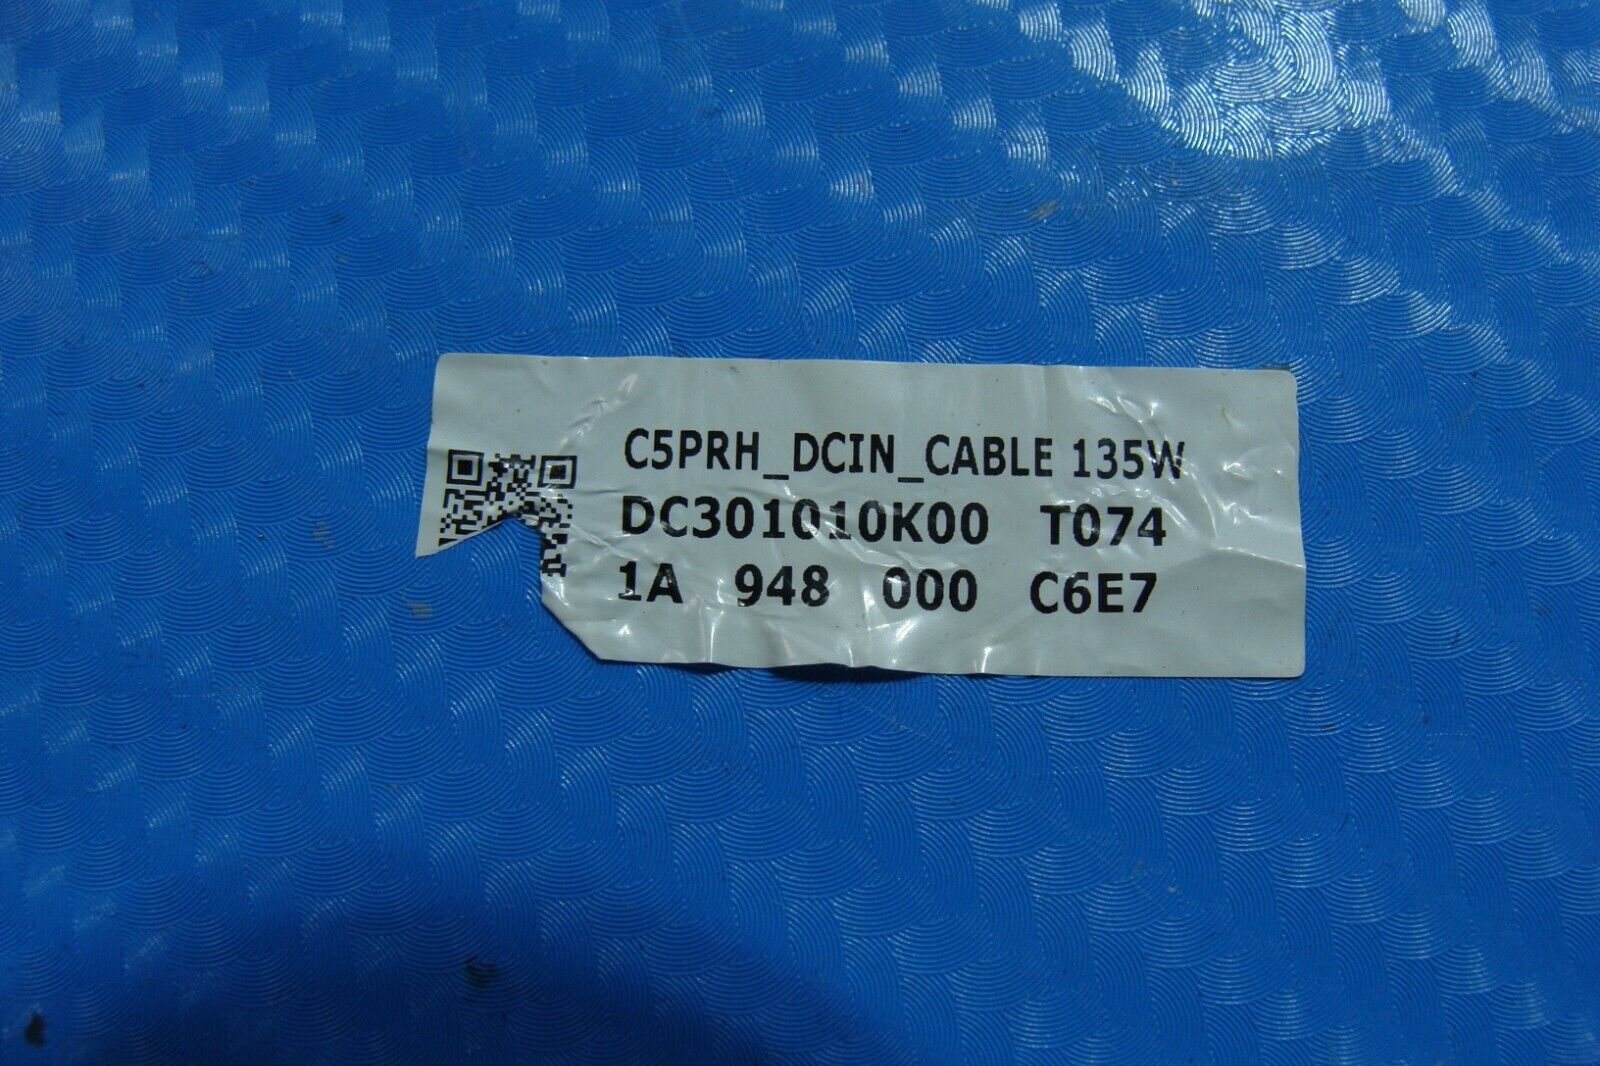 C5PRH_DCIN_CABLE 135W
DC301010K00 T074
1A 948 000 C6E7